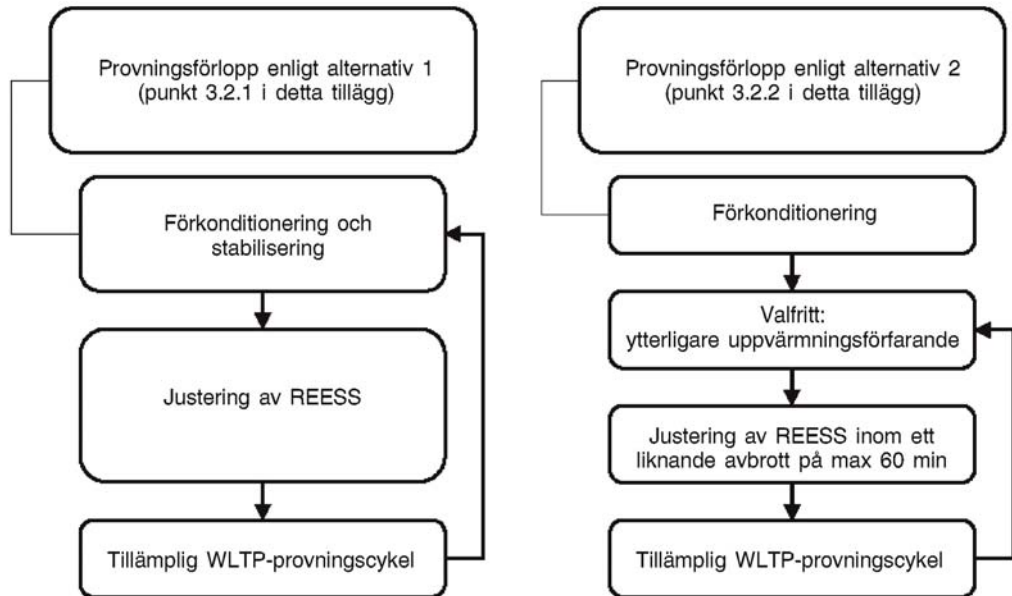 Provningsförlopp enligt alternativ 1
(punkt 3.2.1 i detta tillägg)
Förkonditionering och
stabilisering
Justering av REESS
Tillämplig WLTP-provningscykel
Provningsförlopp enligt alternativ 2
(punkt 3.2.2 i detta tillägg)
Förkonditionering
Valfritt:
ytterligare uppvärmningsförfarande
Justering av REESS inom ett
liknande avbrott på max 60 min
Tillämplig WLTP-provningscykel